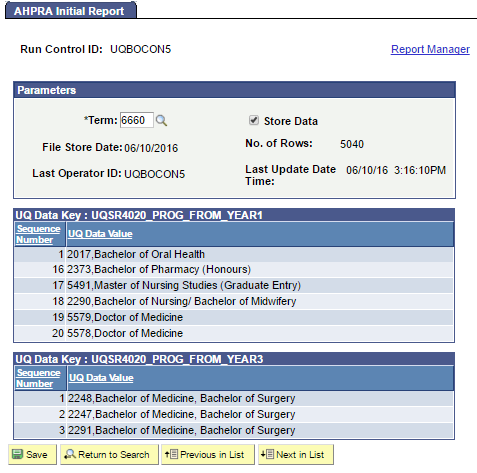 AHPRA Initial Report
Run Control ID: UQBOCON5 Report Manager
Parameters
*Term: 6660 Store Data
File Store Date: 06/10/2016 No. of Rows: 5040
Last Operator ID: UQBOCON5 Last Update Date Time: 06/10/16 3:16:10PM
UQ Data Key : UQSR4020_PROG_FROM_YEAR1
Sequence Number UQ Data Value
1 2017,Bachelor of Oral Health
16 2373,Bachelor of Pharmacy (Honours)
17 5491,Master of Nursing Studies (Graduate Entry)
18 2290,Bachelor of Nursing/ Bachelor of Midwifery
19 5579,Doctor of Medicine
20 5578,Doctor of Medicine
UQ Data Key : UQSR4020_PROG_FROM_YEAR3
Sequence Number UQ Data Value
1 2248,Bachelor of Medicine, Bachelor of Surgery
2 2247,Bachelor of Medicine, Bachelor of Surgery
3 2291,Bachelor of Medicine, Bachelor of Surgery
Save Return to Search Previous in List Next in List